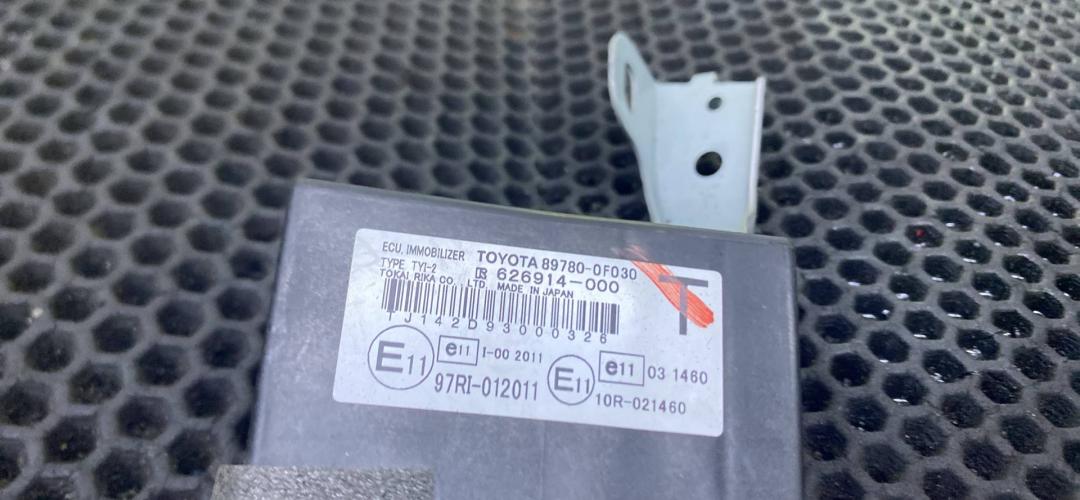 ECU, IMMOBILIZER TOYOTA 89780-0F030
TYPE TYI-2 626914-000
TOKAI RIKA CO., LTD. MADE IN JAPAN
T
TJ142D93000326
E11 e11 I-00 2011
97RI-012011
E11 e11 03 1460
10R-021460